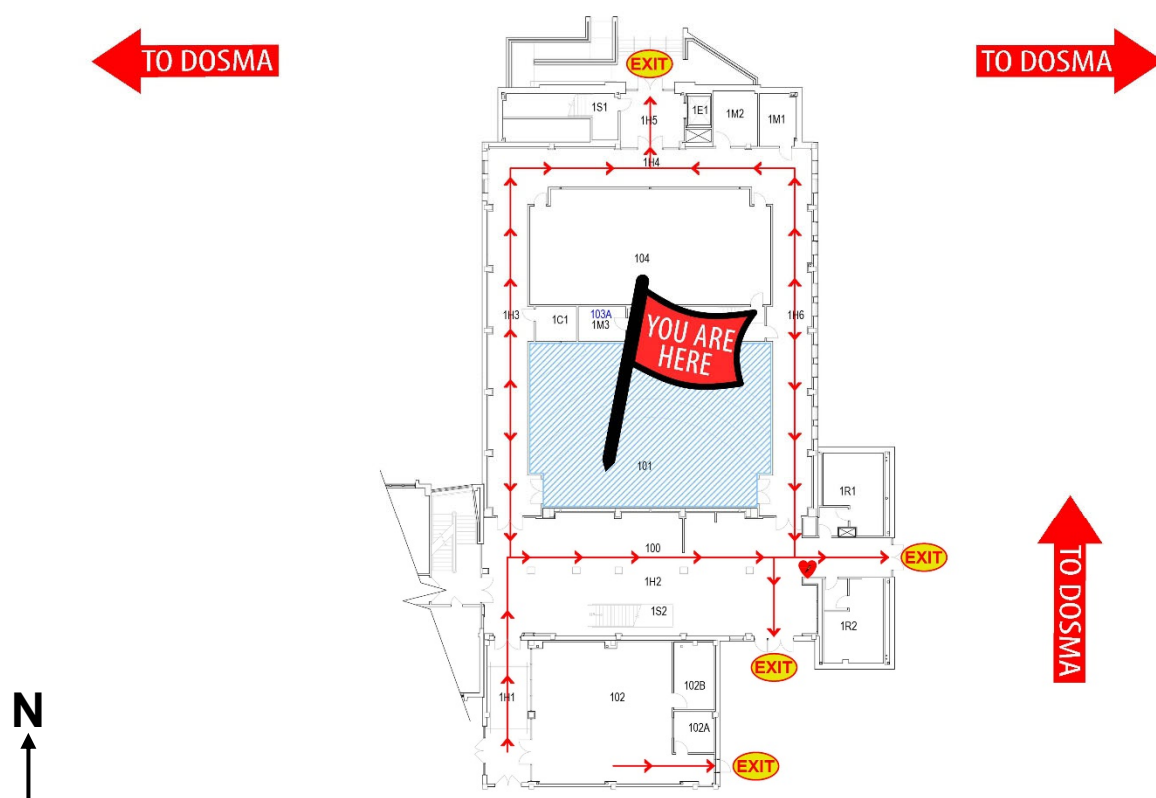 TO DOSMA
TO DOSMA
EXIT
1S1
1H5
1E1
1M2
1M1
1H4
104
1H3
1C1
103A
1M3
1H6
YOU ARE
HERE
101
1R1
100
EXIT
1H2
1S2
1R2
TO DOSMA
EXIT
1H1
102
102B
102A
EXIT
N